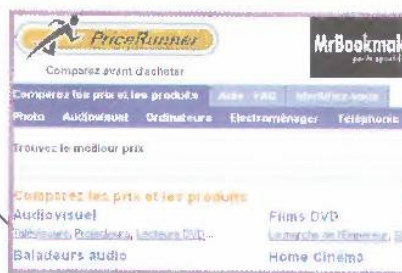 PriceRunner
MrBookmak
Comparez avant d'acheter
Comparez les prix et les produits Aide - FAQ Identifiez-vous
Photo Audiovisuel Ordinateurs Electroménager Téléphonie
Trouvez le meilleur prix
Comparez les prix et les produits
Audiovisuel Films DVD
Téléviseurs, Projecteurs, Lecteurs DVD... La marche de l'Empereur,
Baladeurs audio Home Cinema